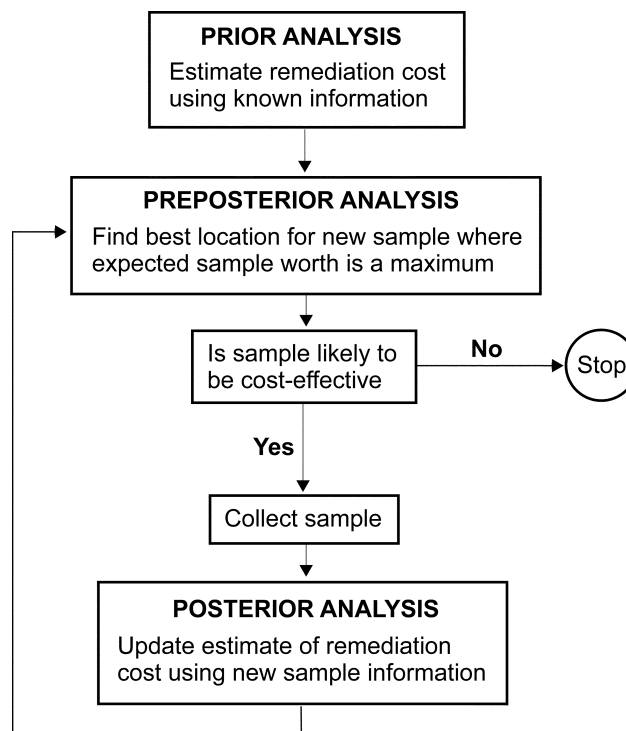 PRIOR ANALYSIS
Estimate remediation cost
using known information
PREPOSTERIOR ANALYSIS
Find best location for new sample where
expected sample worth is a maximum
Is sample likely to
be cost-effective
No
Stop
Yes
Collect sample
POSTERIOR ANALYSIS
Update estimate of remediation
cost using new sample information